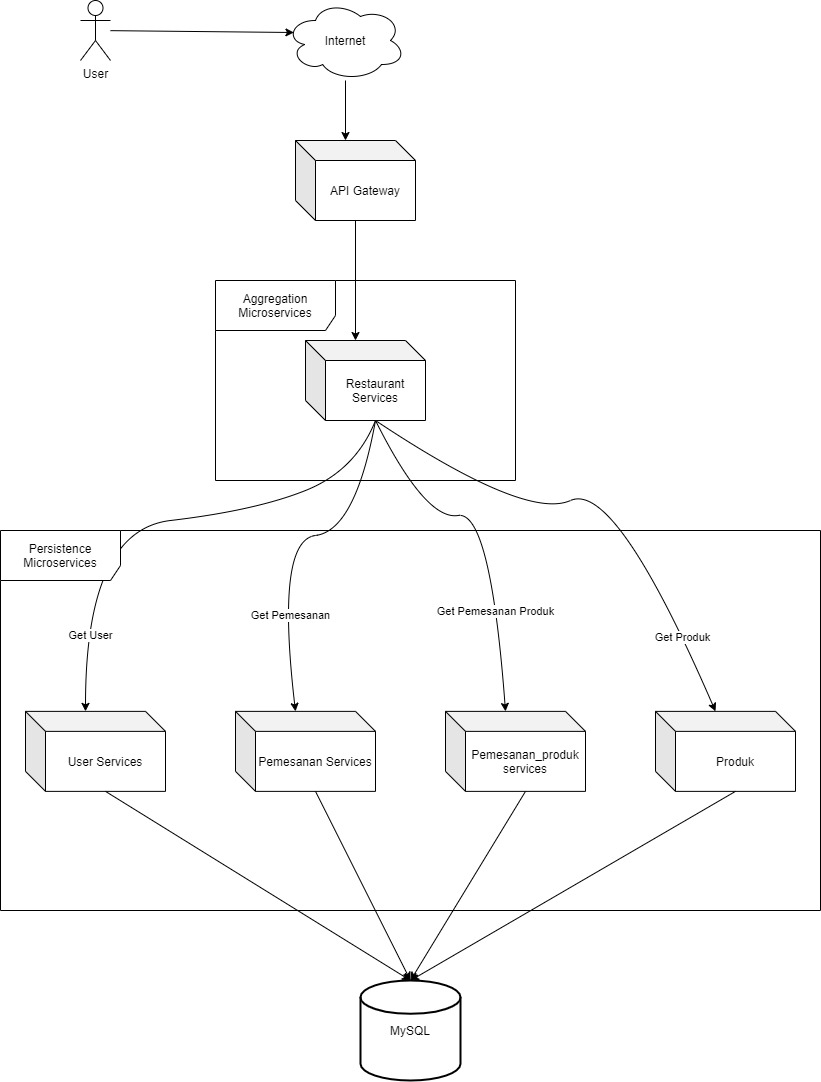 User
Internet
API Gateway
Aggregation
Microservices
Restaurant
Services
Persistence
Microservices
Get User
Get Pemesanan
Get Pemesanan Produk
Get Produk
User Services
Pemesanan Services
Pemesanan_produk
services
Produk
MySQL